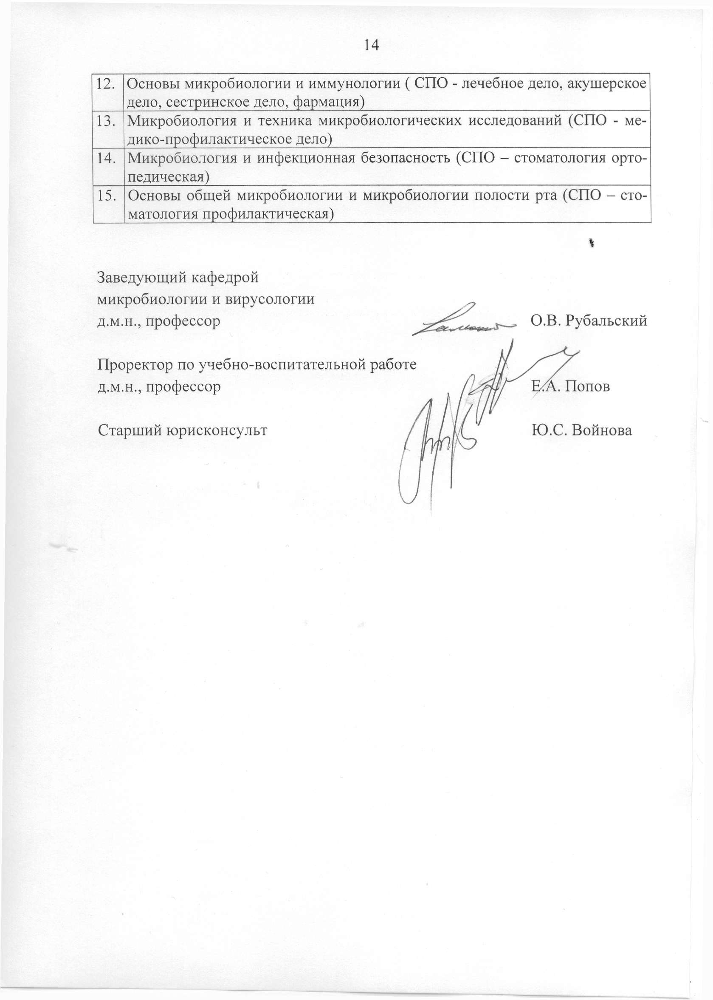 14
12. Основы микробиологии и иммунологии ( СПО - лечебное дело, акушерское
дело, сестринское дело, фармация)
13. Микробиология и техника микробиологических исследований (СПО - ме-
дико-профилактическое дело)
14. Микробиология и инфекционная безопасность (СПО – стоматология орто-
педическая)
15. Основы общей микробиологии и микробиологии полости рта (СПО – сто-
матология профилактическая)
Заведующий кафедрой
микробиологии и вирусологии
д.м.н., профессор О.В. Рубальский
Проректор по учебно-воспитательной работе
д.м.н., профессор Е.А. Попов
Старший юрисконсульт Ю.С. Войнова